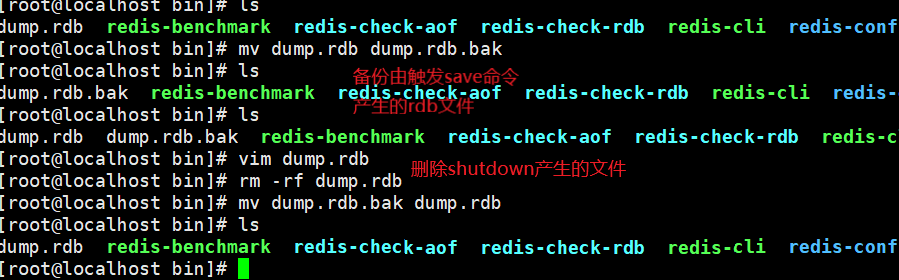 [root@localhost bin]# ls
dump.rdb redis-benchmark redis-check-aof redis-check-rdb redis-cli redis-conf
[root@localhost bin]# mv dump.rdb dump.rdb.bak
[root@localhost bin]# ls
备份由触发save命令
dump.rdb.bak redis-benchmark redis-check-aof redis-check-rdb redis-cli redis-
产生的rdb文件
[root@localhost bin]# ls
dump.rdb dump.rdb.bak redis-benchmark redis-check-aof redis-check-rdb redis-c
[root@localhost bin]# vim dump.rdb
删除shutdown产生的文件
[root@localhost bin]# rm -rf dump.rdb
[root@localhost bin]# mv dump.rdb.bak dump.rdb
[root@localhost bin]# ls
dump.rdb redis-benchmark redis-check-aof redis-check-rdb redis-cli redis-conf
[root@localhost bin]#